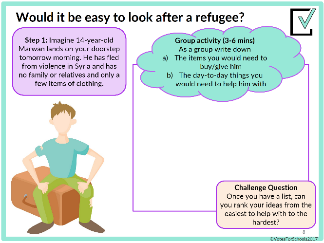 Would it be easy to look after a refugee?
Step 1: Imagine 14-year-old
Marwan lands on your doorstep
tomorrow morning. He has fled
from violence in Syria and has
no family or relatives and only a
few items of clothing.
Group activity (3-6 mins)
As a group write down
a) The items you would need to
buy/give him
b) The day-to-day things you
would need to help him with
Challenge Question
Once you have a list, can
you rank your ideas from the
easiest to help with to the
hardest?
©VotesForSchools2017